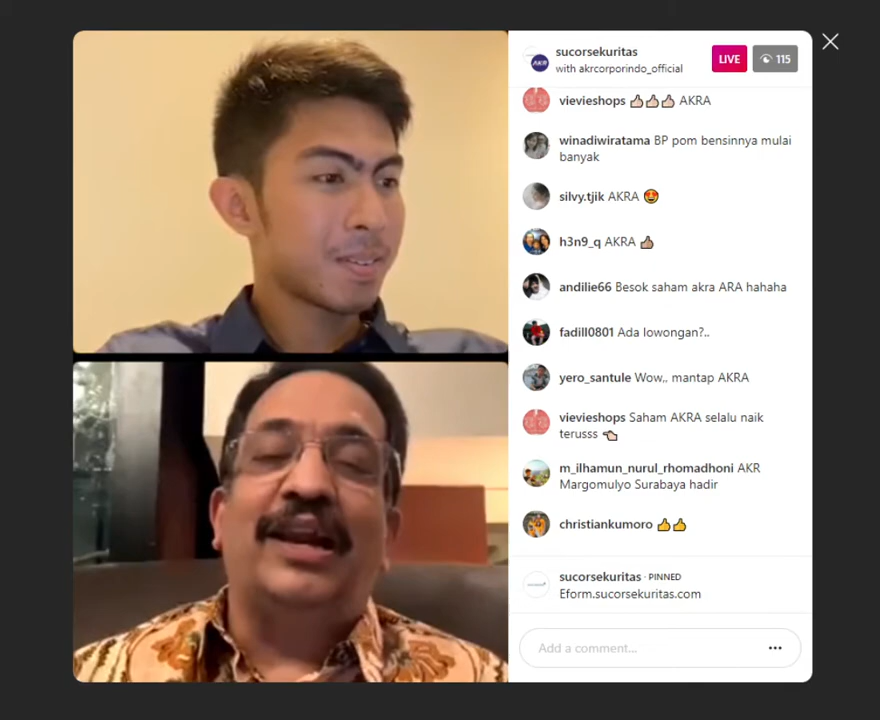 sucorsekuritas
with akrcorporindo_official
LIVE
115
AKR
vievieshops 👍🏻👍🏻👍🏻 AKRA
winadiwiratama BP pom bensinnya mulai
banyak
silvy.tjik AKRA 😍
h3n9_q AKRA 👍🏽
andilie66 Besok saham akra ARA hahaha
fadill0801 Ada lowongan?..
yero_santule Wow,, mantap AKRA
vievieshops Saham AKRA selalu naik
terusss 👈🏻
m_ilhamun_nurul_rhomadhoni AKR
Margomulyo Surabaya hadir
christiankumoro 👍👍
sucorsekuritas · PINNED
Eform.sucorsekuritas.com
Add a comment...